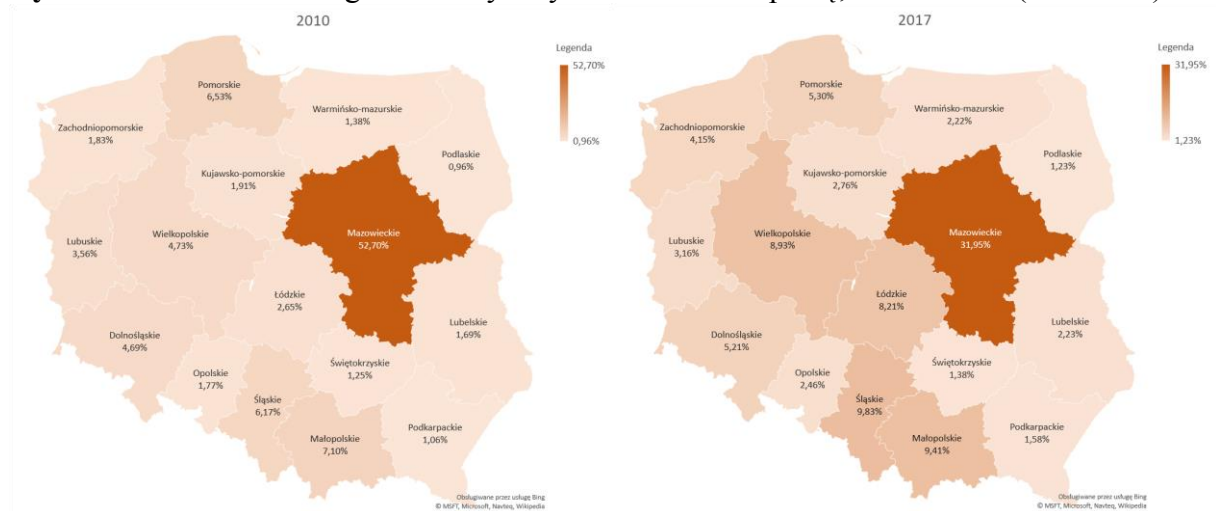 2010
Legenda
52,70%
0,96%
Pomorskie
6,53%
Warmińsko-mazurskie
1,38%
Zachodniopomorskie
1,83%
Podlaskie
0,96%
Kujawsko-pomorskie
1,91%
Mazowieckie
52,70%
Wielkopolskie
4,73%
Lubuskie
3,56%
Łódzkie
2,65%
Lubelskie
1,69%
Dolnośląskie
4,69%
Świętokrzyskie
1,25%
Opolskie
1,77%
Śląskie
6,17%
Małopolskie
7,10%
Podkarpackie
1,06%
Obsługiwane przez usługę Bing
© MSFT, Microsoft, Navteq, Wikipedia
2017
Legenda
31,95%
1,23%
Pomorskie
5,30%
Warmińsko-mazurskie
2,22%
Zachodniopomorskie
4,15%
Podlaskie
1,23%
Kujawsko-pomorskie
2,76%
Mazowieckie
31,95%
Wielkopolskie
8,93%
Lubuskie
3,16%
Łódzkie
8,21%
Lubelskie
2,23%
Dolnośląskie
5,21%
Świętokrzyskie
1,38%
Opolskie
2,46%
Śląskie
9,83%
Małopolskie
9,41%
Podkarpackie
1,58%
Obsługiwane przez usługę Bing
© MSFT, Microsoft, Navteq, Wikipedia